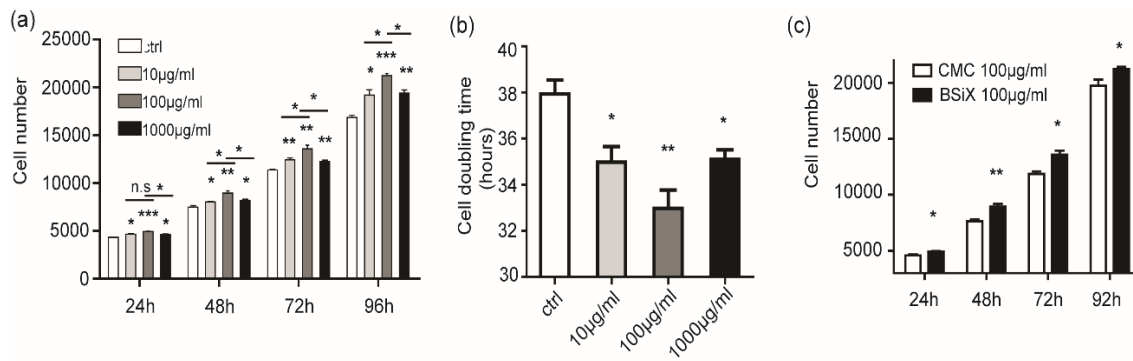 (a)
Cell number
25000
20000
15000
10000
5000
0
ctrl
10µg/ml
100µg/ml
1000µg/ml
* n.s *
* *** *
* *
* ** *
* *
** ** **
* *
* *** **
24h 48h 72h 96h
(b)
Cell doubling time
(hours)
40
38
36
34
32
30
* ** *
ctrl 10µg/ml 100µg/ml 1000µg/ml
(c)
Cell number
20000
15000
10000
5000
CMC 100µg/ml
BSiX 100µg/ml
* ** * *
24h 48h 72h 92h